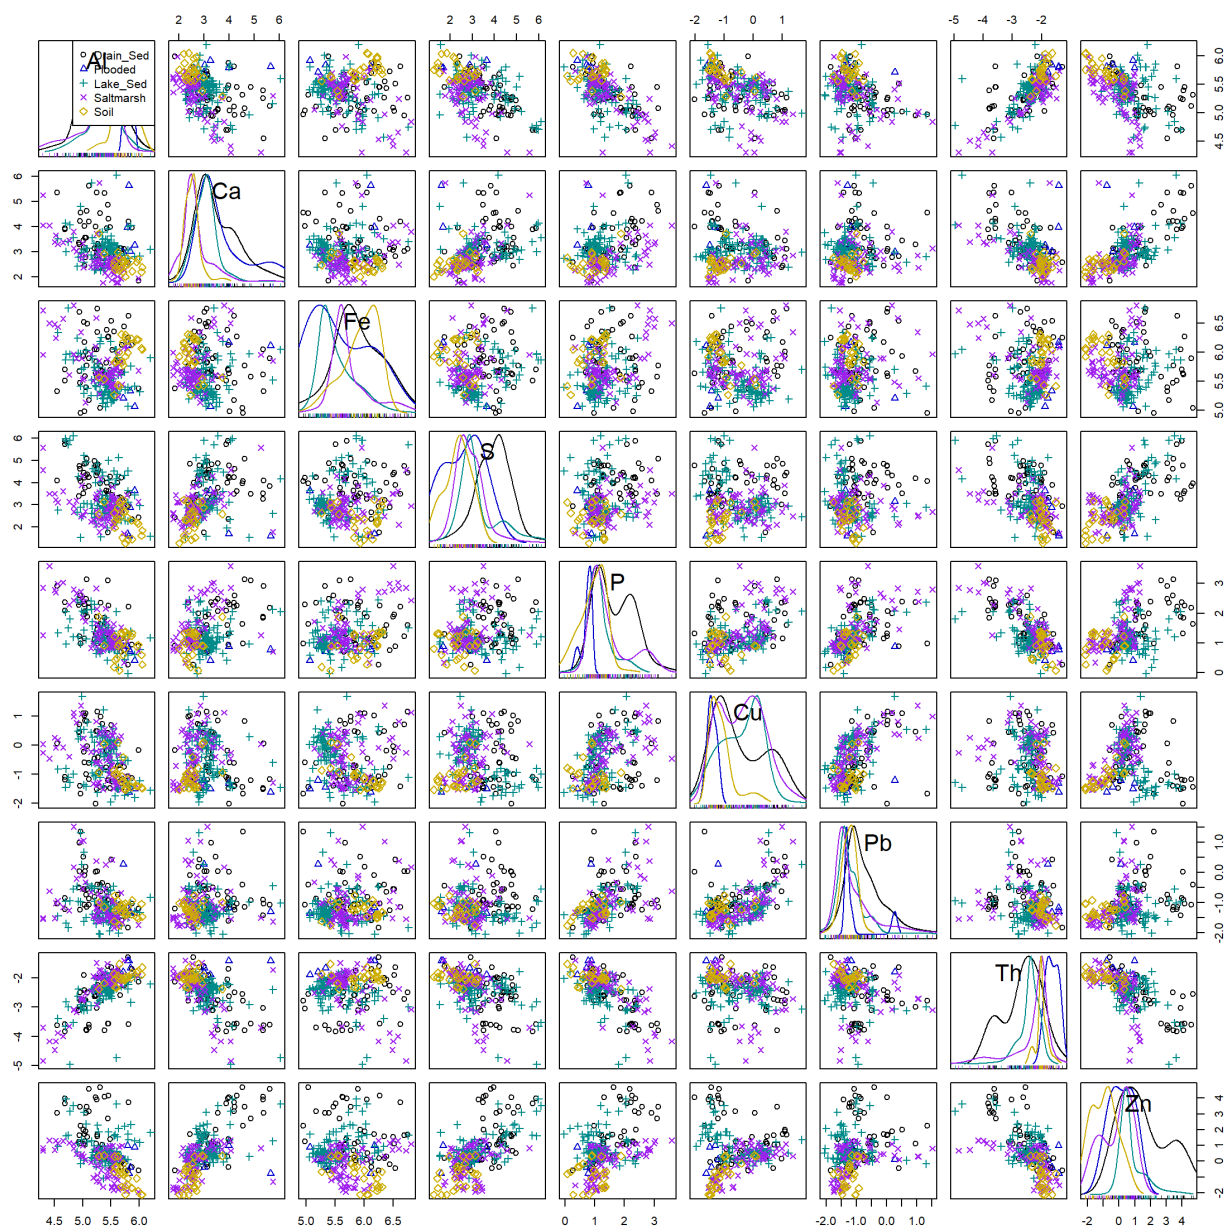 2 3 4 5 6 2 3 4 5 6 -2 -1 0 1 -5 -4 -3 -2
Al
Drain_Sed
Flooded
Lake_Sed
Saltmarsh
Soil
4.5 5.0 5.5 6.0
Ca
2 3 4 5 6
Fe
5.0 5.5 6.0 6.5
S
2 3 4 5 6
P
0 1 2 3
Cu
-2 -1 0 1
Pb
-2.0 -1.0 0.0 1.0
Th
-5 -4 -3 -2
Zn
-2 0 1 2 3 4
4.5 5.0 5.5 6.0 5.0 5.5 6.0 6.5 0 1 2 3 -2.0 -1.0 0.0 1.0 -2 0 1 2 3 4